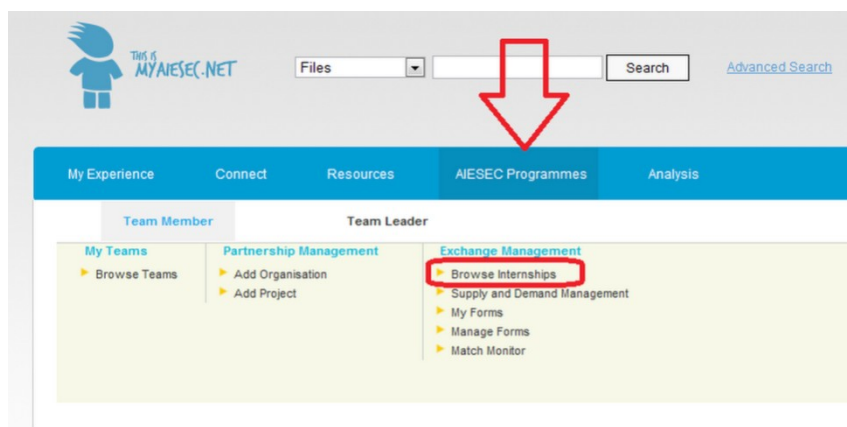 THIS IS
MYAIESEC.NET
Files
Search
Advanced Search
My Experience Connect Resources AIESEC Programmes Analysis
Team Member Team Leader
My Teams Partnership Management Exchange Management
Browse Teams Add Organisation Browse Internships
Add Project Supply and Demand Management
My Forms
Manage Forms
Match Monitor